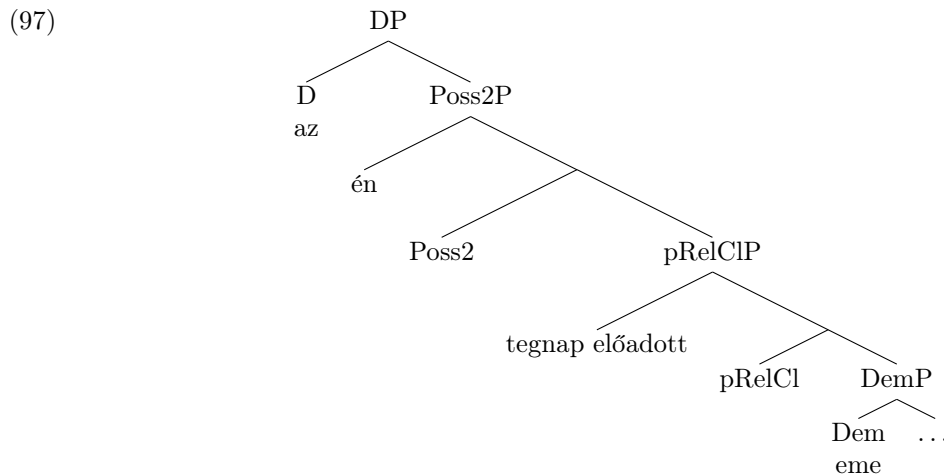 (97) DP
D Poss2P
az
én
Poss2 pRelClP
tegnap előadott
pRelCl DemP
Dem ...
eme